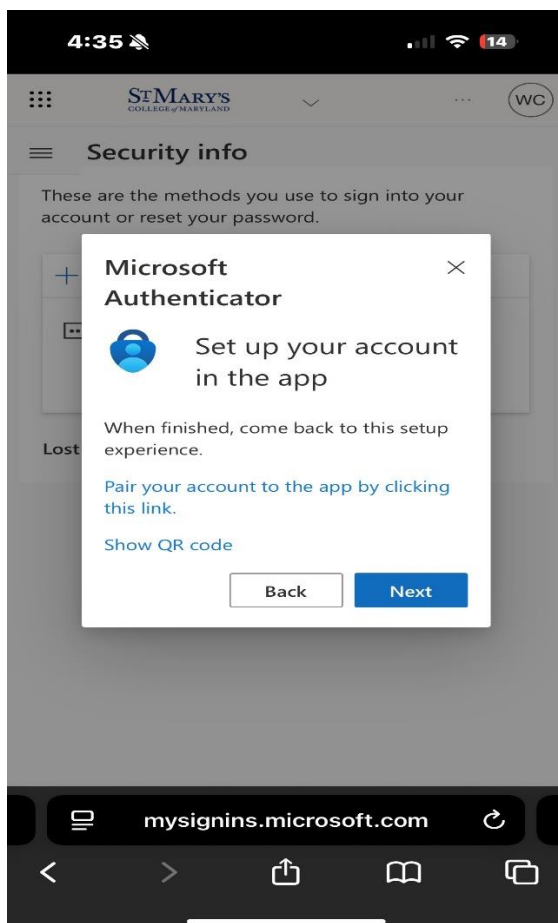 4:35
14
ST MARY'S
COLLEGE of MARYLAND
...
WC
Security info
These are the methods you use to sign into your
account or reset your password.
Microsoft
Authenticator
Set up your account
in the app
When finished, come back to this setup
experience.
Pair your account to the app by clicking
this link.
Show QR code
Back
Next
Lost
mysignins.microsoft.com